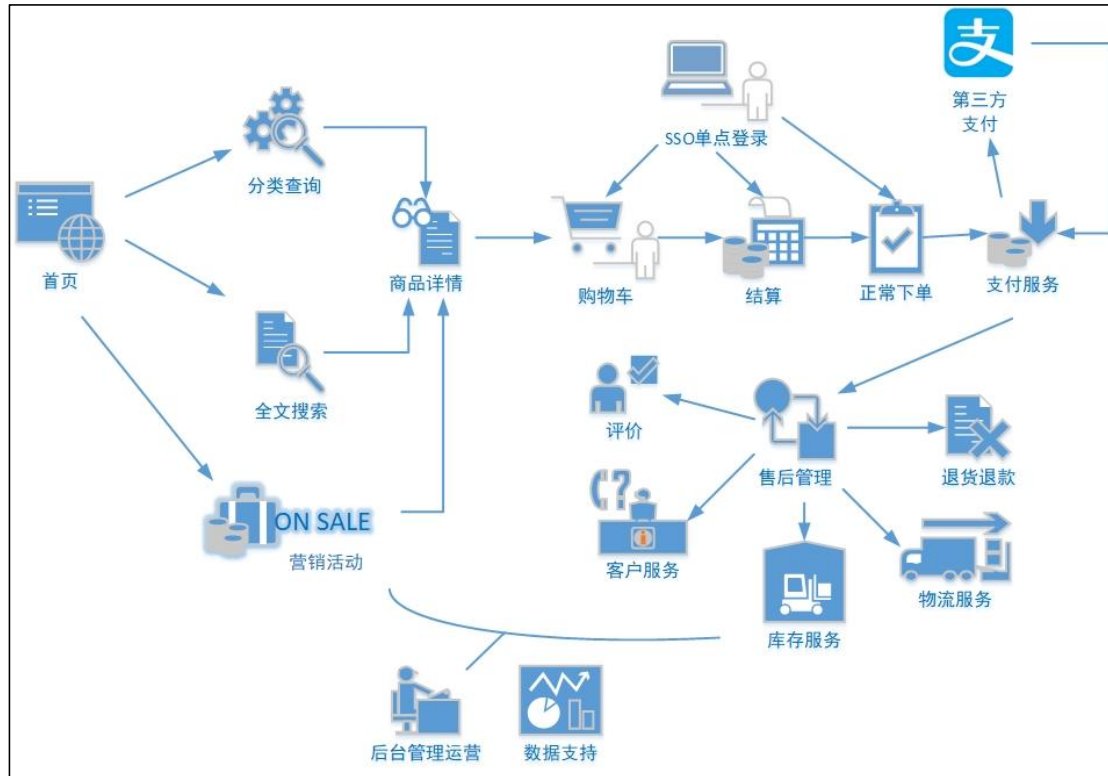 支
第三方
支付
SSO单点登录
分类查询
首页
商品详情
购物车
结算
正常下单
支付服务
全文搜索
评价
售后管理
退货退款
ON SALE
营销活动
客户服务
库存服务
物流服务
后台管理运营
数据支持